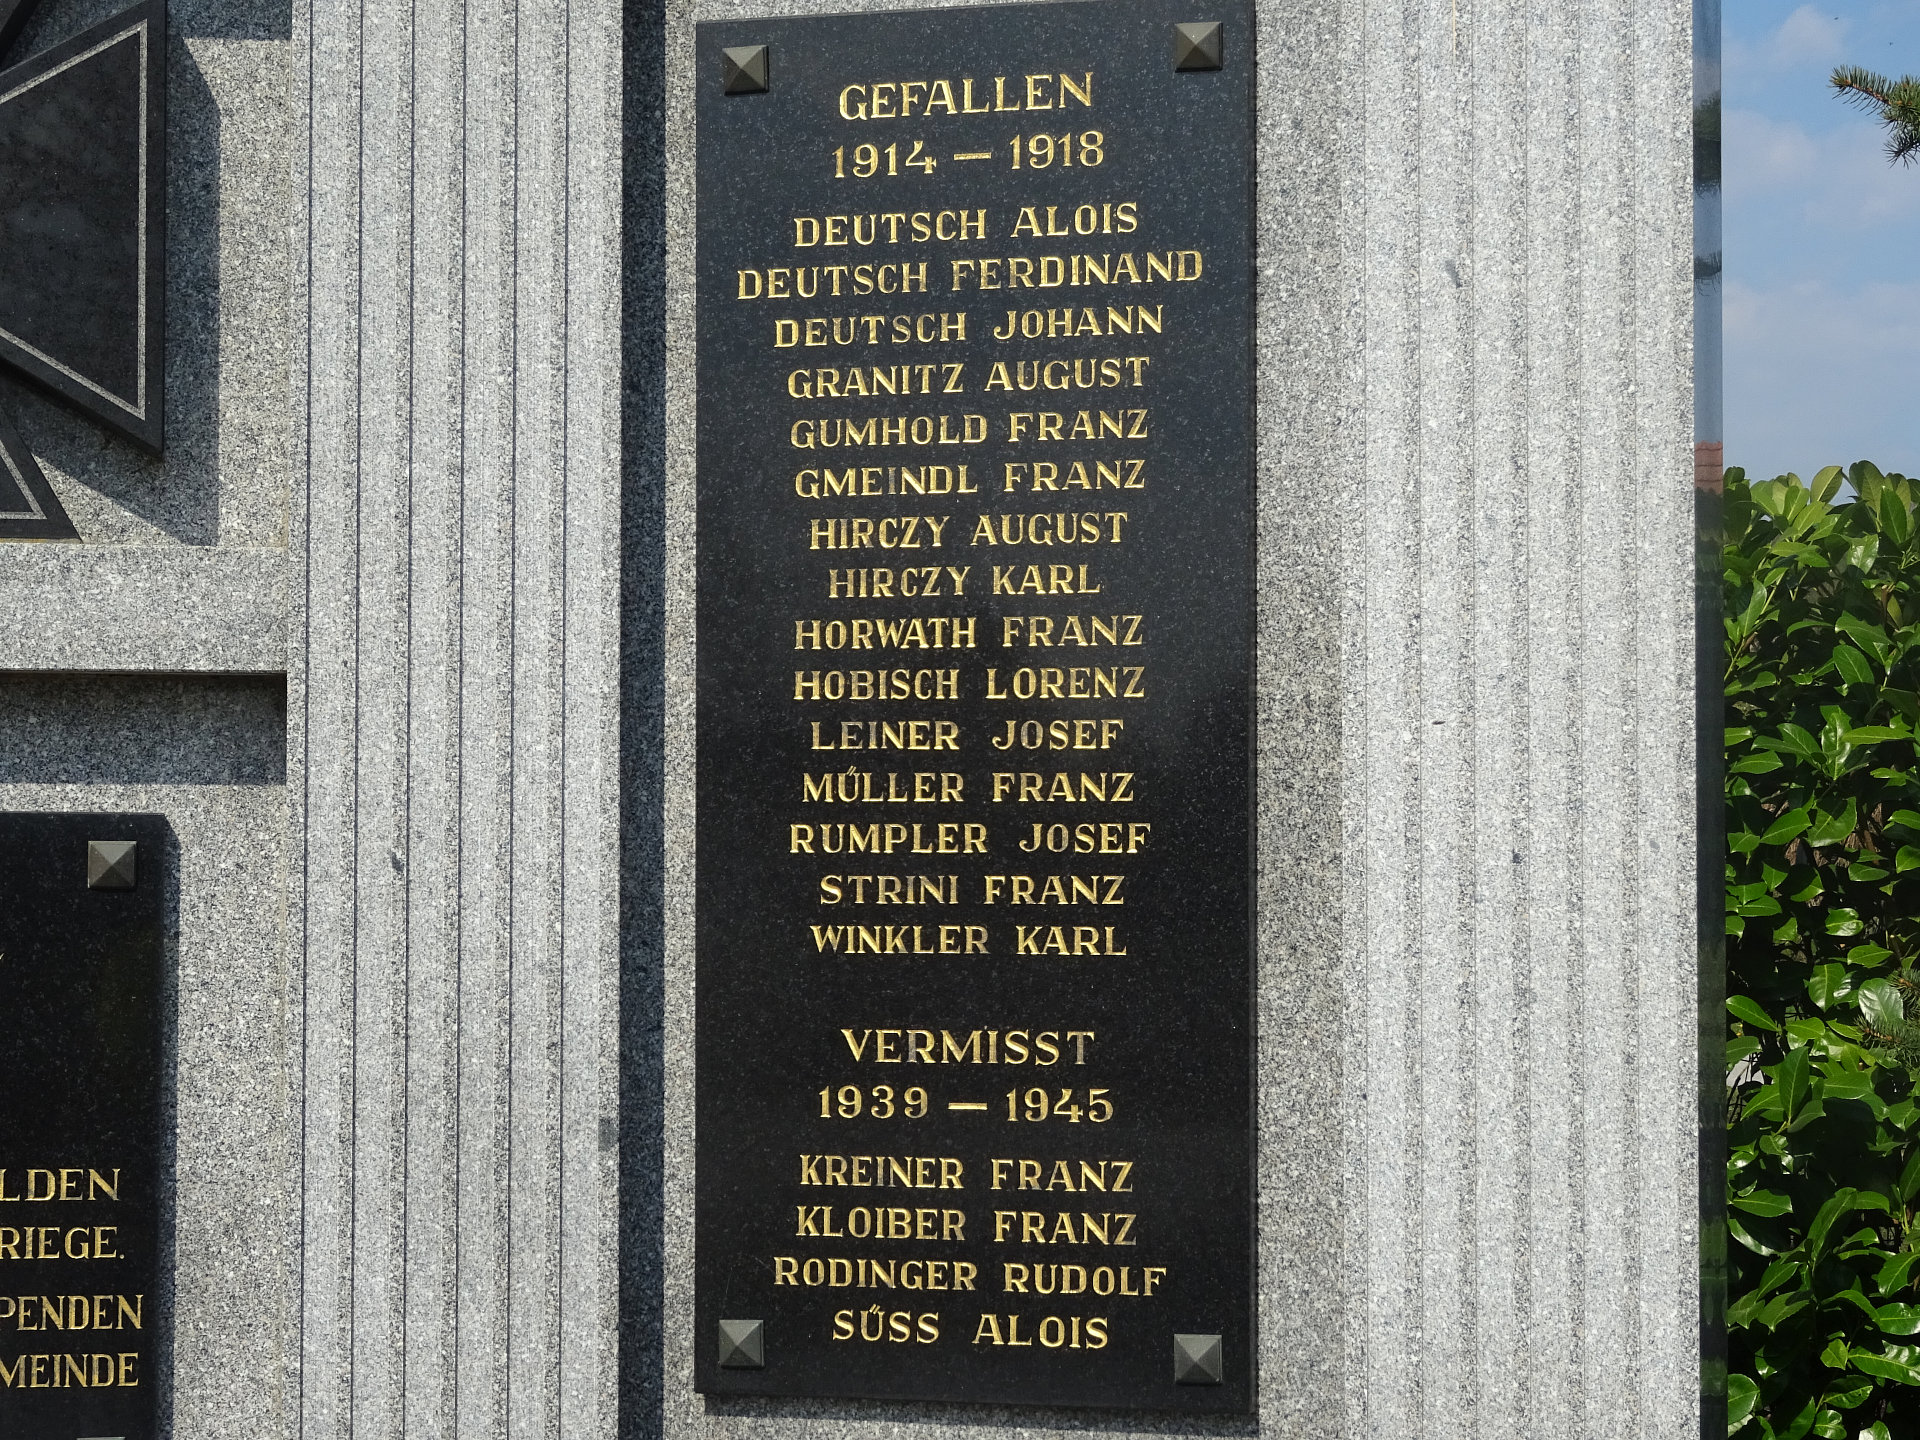 GEFALLEN
1914 – 1918
DEUTSCH ALOIS
DEUTSCH FERDINAND
DEUTSCH JOHANN
GRANITZ AUGUST
GUMHOLD FRANZ
GMEINDL FRANZ
HIRCZY AUGUST
HIRCZY KARL
HORWATH FRANZ
HOBISCH LORENZ
LEINER JOSEF
MŰLLER FRANZ
RUMPLER JOSEF
STRINI FRANZ
WINKLER KARL
VERMISST
1939 – 1945
KREINER FRANZ
KLOIBER FRANZ
RODINGER RUDOLF
SŰSS ALOIS
LDEN
RIEGE.
PENDEN
MEINDE